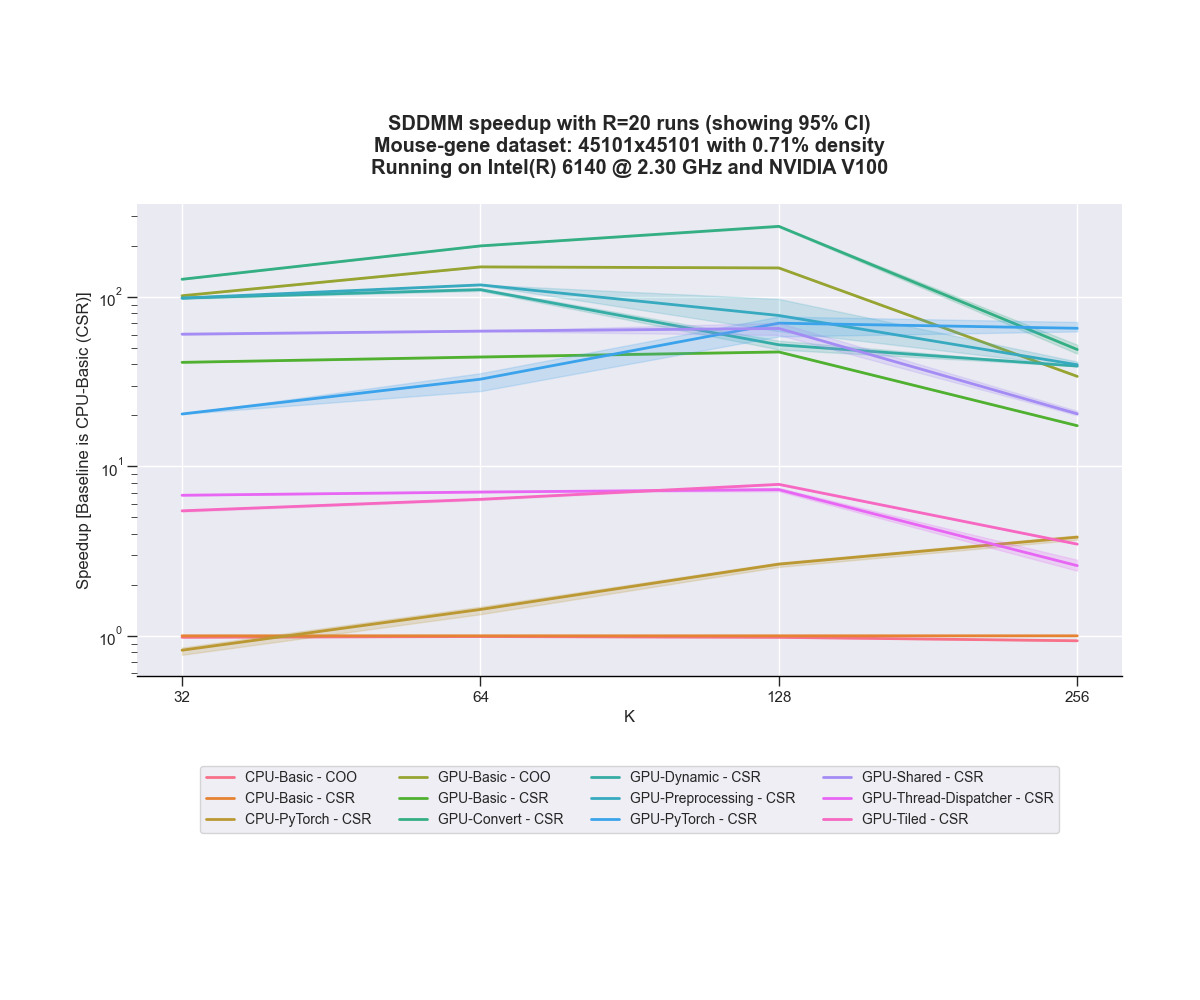 SDDMM speedup with R=20 runs (showing 95% CI)
Mouse-gene dataset: 45101x45101 with 0.71% density
Running on Intel(R) 6140 @ 2.30 GHz and NVIDIA V100
Speedup [Baseline is CPU-Basic (CSR)]
10²
10¹
10⁰
32 64 128 256
K
CPU-Basic - COO GPU-Basic - COO GPU-Dynamic - CSR GPU-Shared - CSR
CPU-Basic - CSR GPU-Basic - CSR GPU-Preprocessing - CSR GPU-Thread-Dispatcher - CSR
CPU-PyTorch - CSR GPU-Convert - CSR GPU-PyTorch - CSR GPU-Tiled - CSR